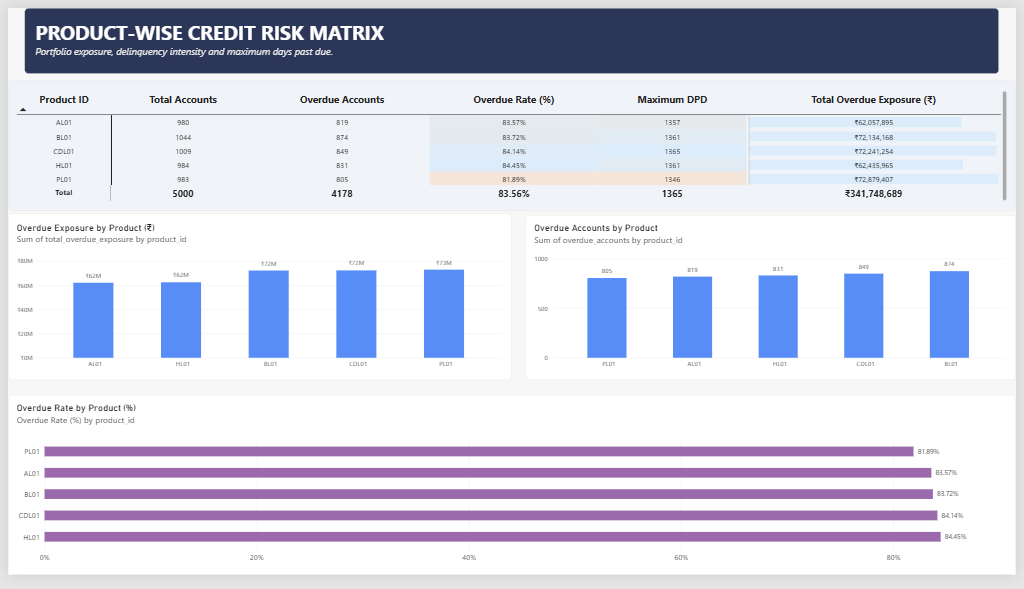 PRODUCT-WISE CREDIT RISK MATRIX
Portfolio exposure, delinquency intensity and maximum days past due.
Product ID Total Accounts Overdue Accounts Overdue Rate (%) Maximum DPD Total Overdue Exposure (₹)
AL01 980 819 83.57% 1357 ₹62,057,895
BL01 1044 874 83.72% 1361 ₹72,134,168
CDL01 1009 849 84.14% 1365 ₹72,241,254
HL01 984 831 84.45% 1361 ₹62,435,965
PL01 983 805 81.89% 1346 ₹72,879,407
Total 5000 4178 83.56% 1365 ₹341,748,689
Overdue Exposure by Product (₹)
Sum of total_overdue_exposure by product_id
₹80M
₹60M
₹40M
₹20M
₹0M
₹62M ₹62M ₹72M ₹72M ₹73M
AL01 HL01 BL01 CDL01 PL01
Overdue Accounts by Product
Sum of overdue_accounts by product_id
1000
500
0
805 819 831 849 874
PL01 AL01 HL01 CDL01 BL01
Overdue Rate by Product (%)
Overdue Rate (%) by product_id
PL01 81.89%
AL01 83.57%
BL01 83.72%
CDL01 84.14%
HL01 84.45%
0% 20% 40% 60% 80%